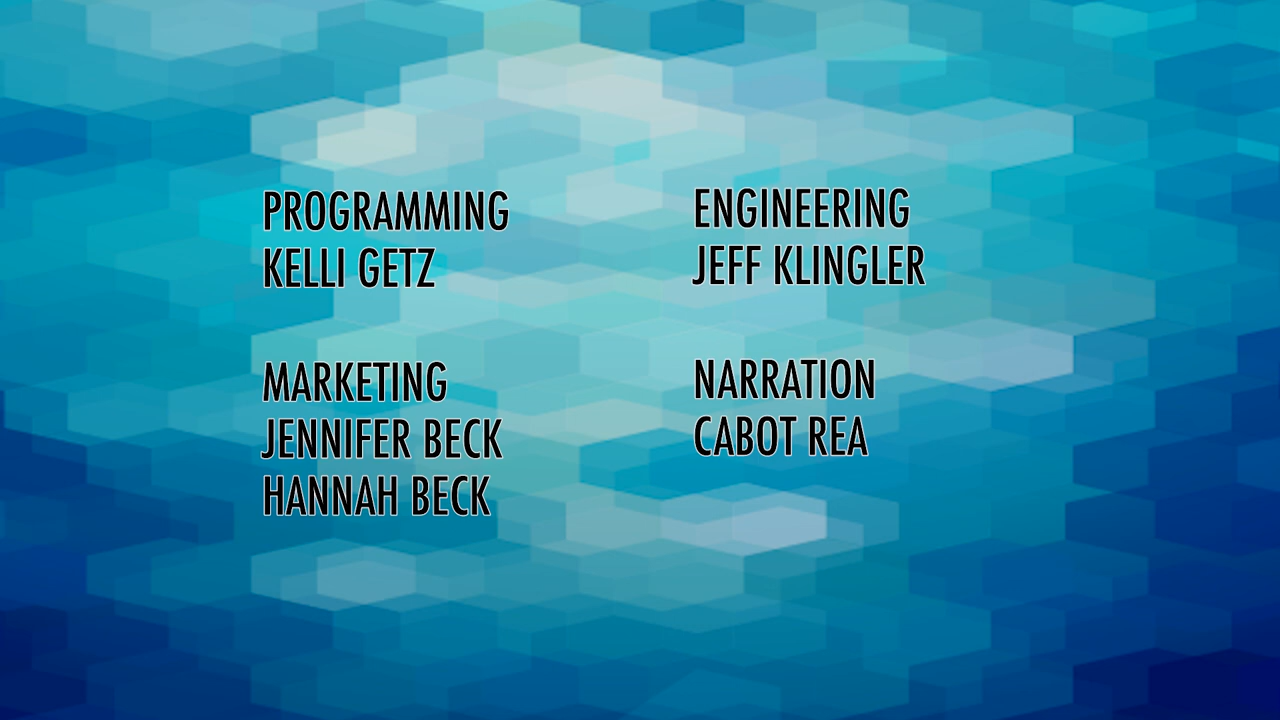 PROGRAMMING
KELLI GETZ
MARKETING
JENNIFER BECK
HANNAH BECK
ENGINEERING
JEFF KLINGLER
NARRATION
CABOT REA